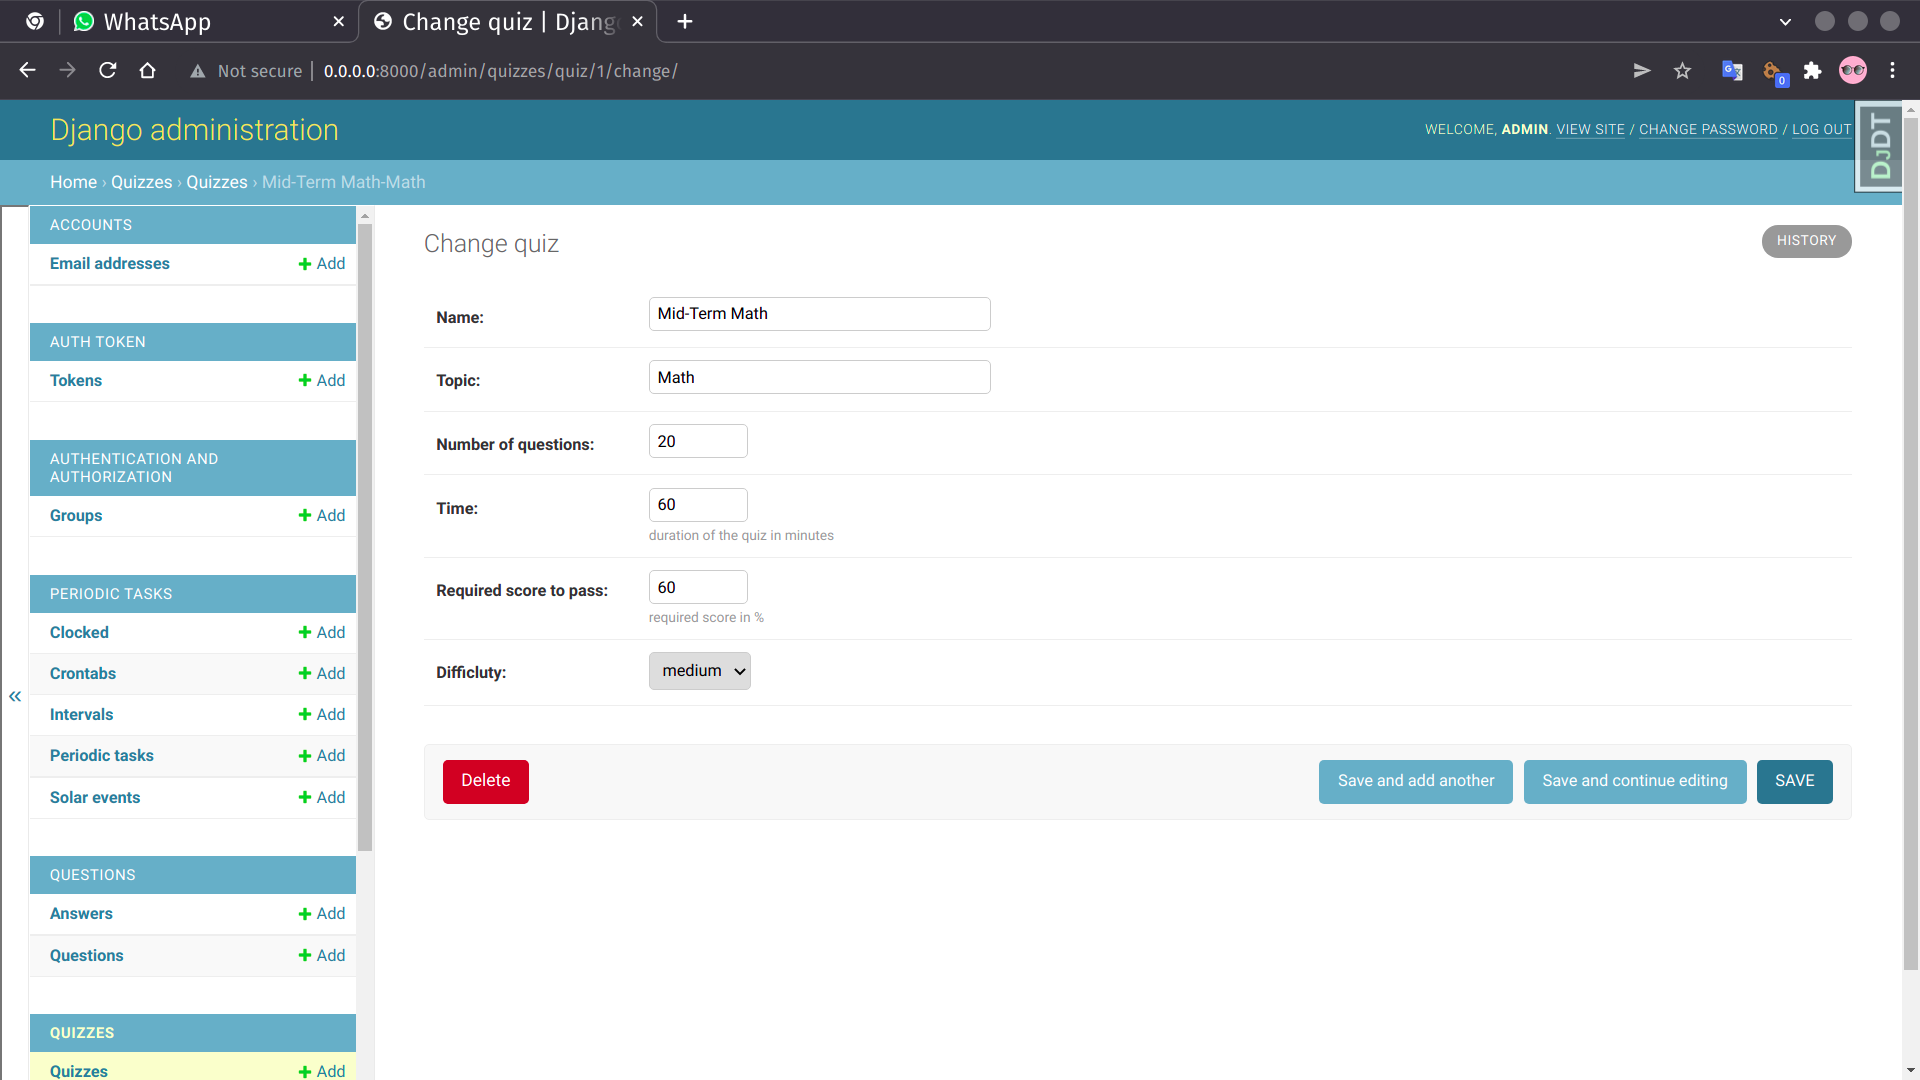 WhatsApp
Change quiz | Djang
Not secure | 0.0.0.0:8000/admin/quizzes/quiz/1/change/
0
Django administration
WELCOME, ADMIN. VIEW SITE / CHANGE PASSWORD / LOG OUT
DJDT
Home › Quizzes › Quizzes › Mid-Term Math-Math
ACCOUNTS
Email addresses
Add
AUTH TOKEN
Tokens
Add
AUTHENTICATION AND
AUTHORIZATION
Groups
Add
PERIODIC TASKS
Clocked
Add
Crontabs
Add
Intervals
Add
Periodic tasks
Add
Solar events
Add
QUESTIONS
Answers
Add
Questions
Add
QUIZZES
Quizzes
Add
«
Change quiz
HISTORY
Name:
Mid-Term Math
Topic:
Math
Number of questions:
20
Time:
60
duration of the quiz in minutes
Required score to pass:
60
required score in %
Difficluty:
medium
Delete
Save and add another
Save and continue editing
SAVE